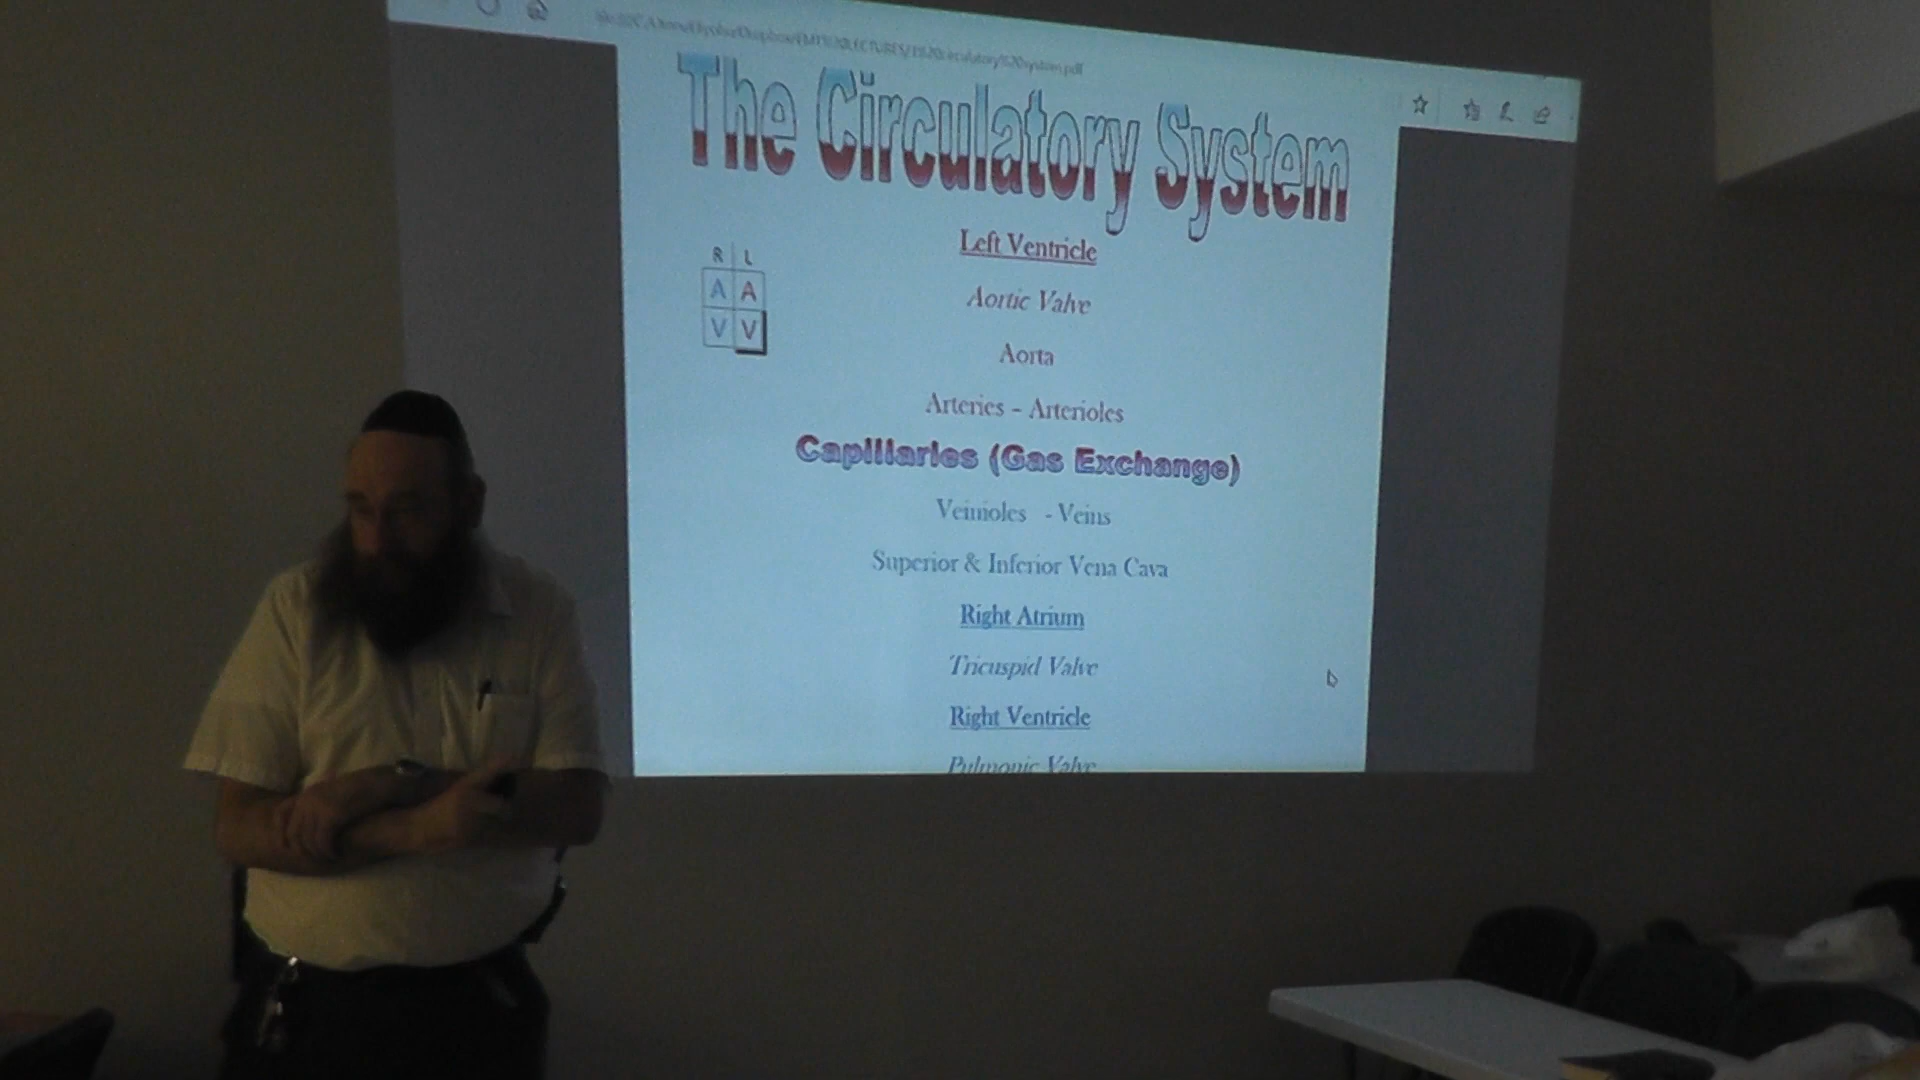 The Circulatory System
R L
A A
V V
Left Ventricle
Aortic Valve
Aorta
Arteries - Arterioles
Capillaries (Gas Exchange)
- Veins
Superior & Inferior Vena Cava
Right Atrium
Tricuspid Valve
Right Ventricle
Pulmonic Valve